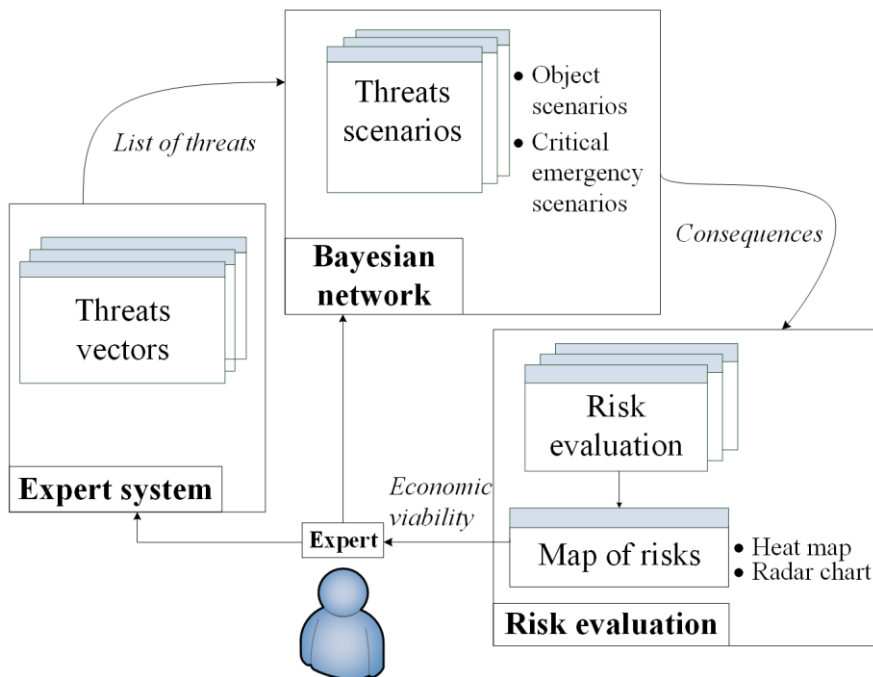 Threats
scenarios
• Object
scenarios
• Critical
emergency
scenarios
Bayesian
network
List of threats
Consequences
Threats
vectors
Expert system
Risk
evaluation
Map of risks
• Heat map
• Radar chart
Risk evaluation
Economic
viability
Expert